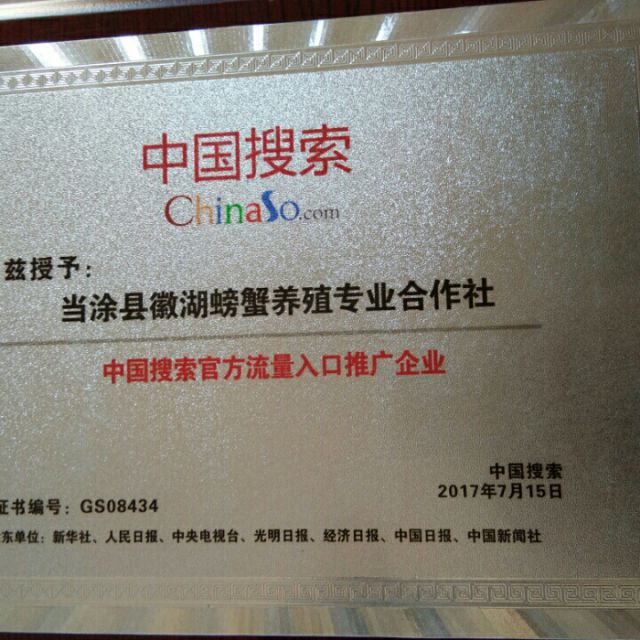 中国搜索
ChinaSo.com
兹授予：
当涂县徽湖螃蟹养殖专业合作社
中国搜索官方流量入口推广企业
中国搜索
2017年7月15日
证书编号：GS08434
东单位：新华社、人民日报、中央电视台、光明日报、经济日报、中国日报、中国新闻社